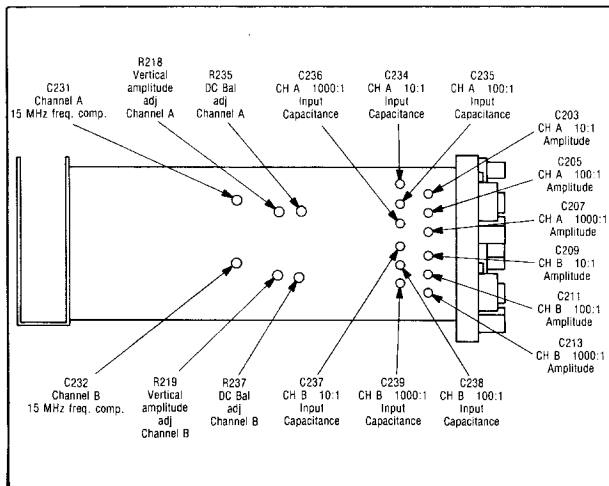 C231
Channel A
15 MHz freq. comp.
R218
Vertical
amplitude
adj
Channel A
R235
DC Bal
adj
Channel A
C236
CH A 1000:1
Input
Capacitance
C234
CH A 10:1
Input
Capacitance
C235
CH A 100:1
Input
Capacitance
C203
CH A 10:1
Amplitude
C205
CH A 100:1
Amplitude
C207
CH A 1000:1
Amplitude
C209
CH B 10:1
Amplitude
C211
CH B 100:1
Amplitude
C213
CH B 1000:1
Amplitude
C232
Channel B
15 MHz freq. comp.
R219
Vertical
amplitude
adj
Channel B
R237
DC Bal
adj
Channel B
C237
CH B 10:1
Input
Capacitance
C239
CH B 1000:1
Input
Capacitance
C238
CH B 100:1
Input
Capacitance